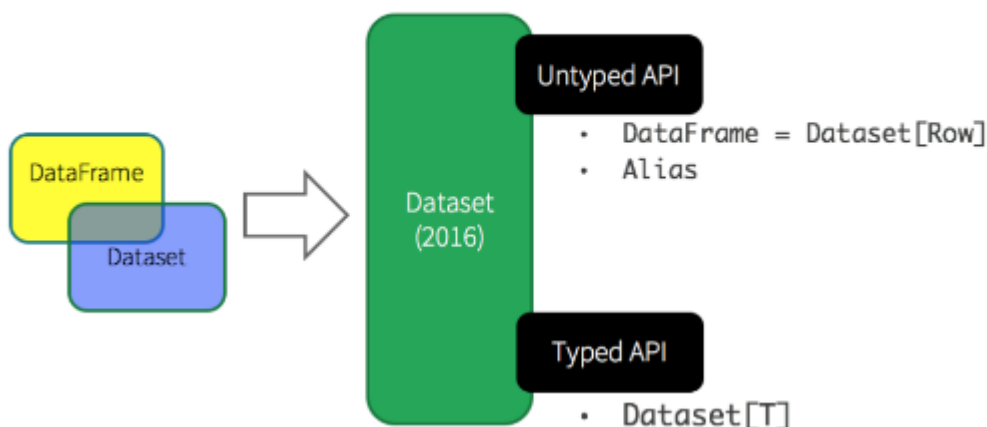 DataFrame
Dataset
Dataset
(2016)
Untyped API
• DataFrame = Dataset[Row]
• Alias
Typed API
• Dataset[T]